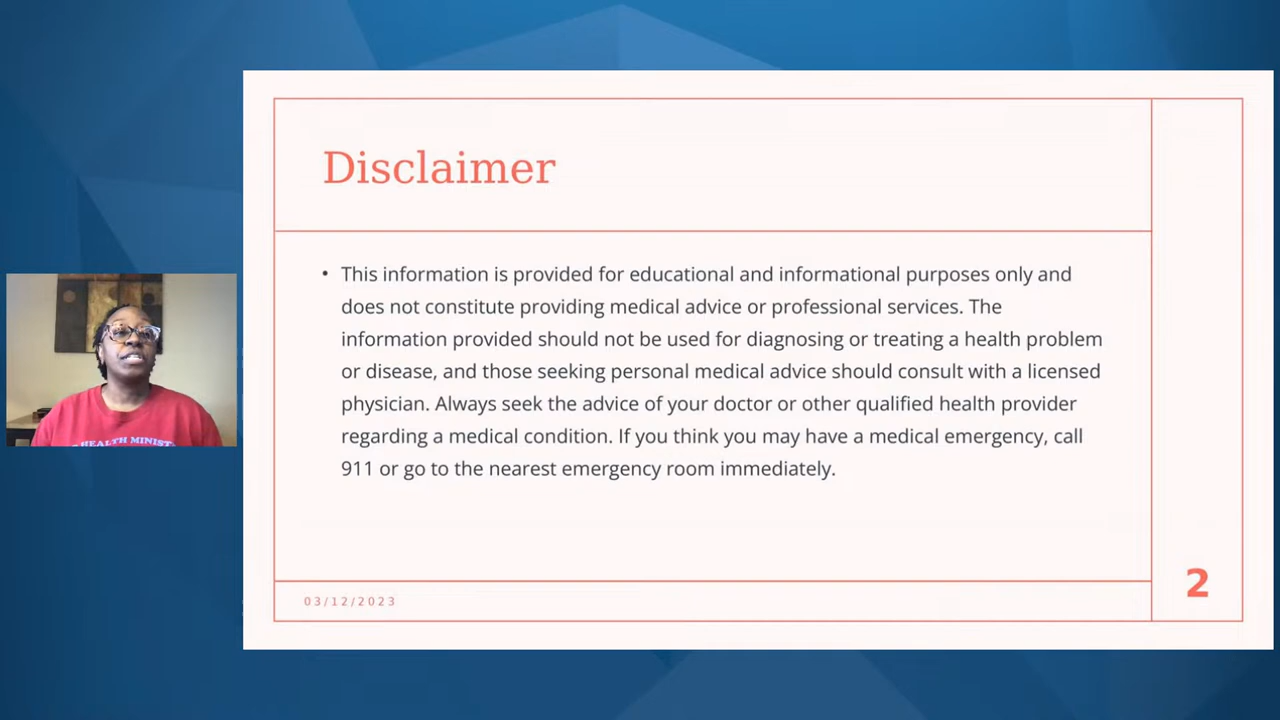 Disclaimer
• This information is provided for educational and informational purposes only and
does not constitute providing medical advice or professional services. The
information provided should not be used for diagnosing or treating a health problem
or disease, and those seeking personal medical advice should consult with a licensed
physician. Always seek the advice of your doctor or other qualified health provider
regarding a medical condition. If you think you may have a medical emergency, call
911 or go to the nearest emergency room immediately.
03/12/2023
2
HEALTH MINIST